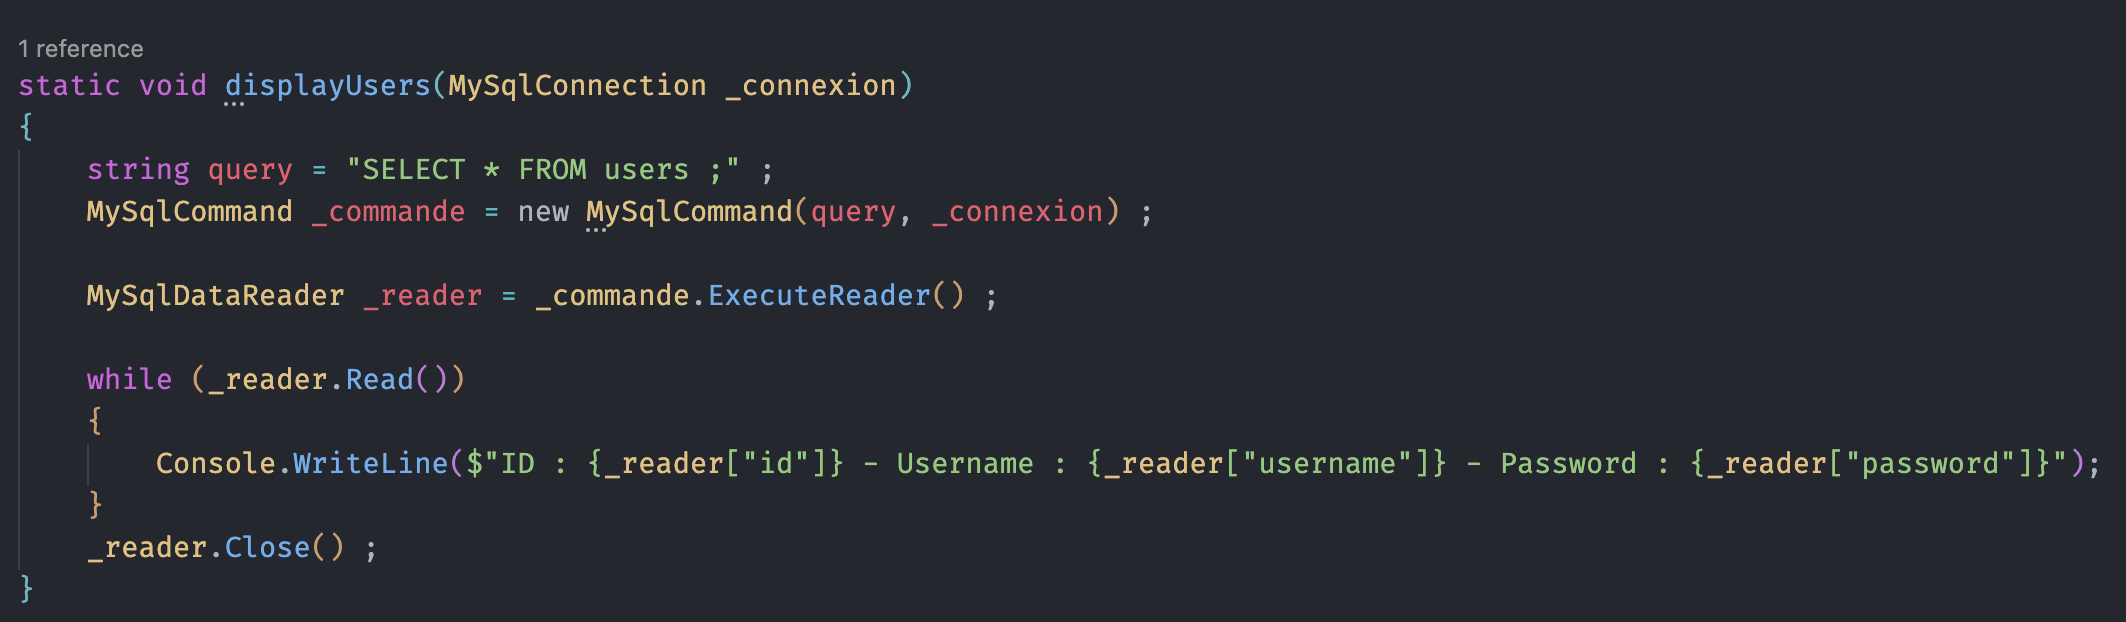 1 reference
static void displayUsers(MySqlConnection _connexion)
{
string query = "SELECT * FROM users ;" ;
MySqlCommand _commande = new MySqlCommand(query, _connexion) ;
MySqlDataReader _reader = _commande.ExecuteReader() ;
while (_reader.Read())
{
Console.WriteLine($"ID : {_reader["id"]} - Username : {_reader["username"]} - Password : {_reader["password"]}");
}
_reader.Close() ;
}